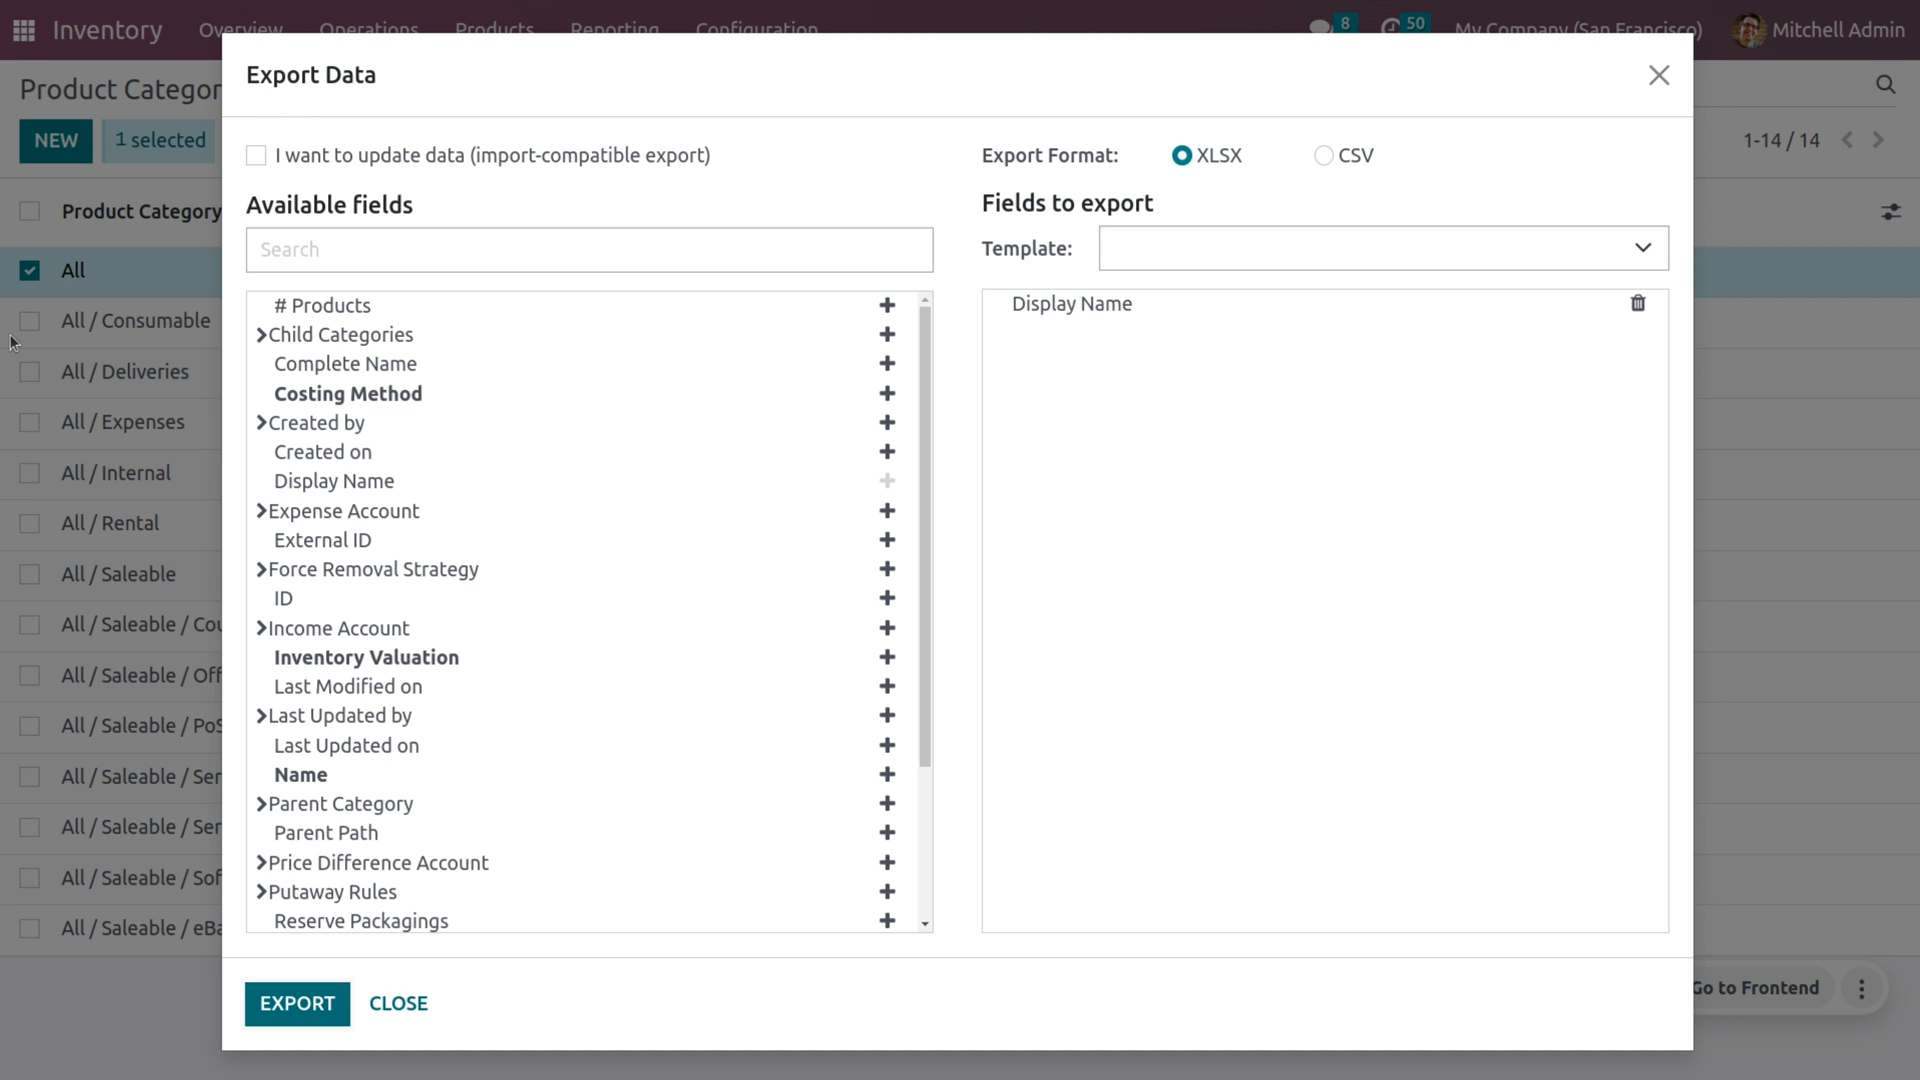 Inventory Overview Operations Products Reporting Configuration 8 50 My Company (San Francisco) Mitchell Admin
Product Categor
NEW 1 selected 1-14 / 14
Product Category
All
All / Consumable
All / Deliveries
All / Expenses
All / Internal
All / Rental
All / Saleable
All / Saleable / Cou
All / Saleable / Off
All / Saleable / PoS
All / Saleable / Ser
All / Saleable / Ser
All / Saleable / Sof
All / Saleable / eBa
Go to Frontend
Export Data
I want to update data (import-compatible export)
Export Format: XLSX CSV
Available fields
Search
# Products
Child Categories
Complete Name
Costing Method
Created by
Created on
Display Name
Expense Account
External ID
Force Removal Strategy
ID
Income Account
Inventory Valuation
Last Modified on
Last Updated by
Last Updated on
Name
Parent Category
Parent Path
Price Difference Account
Putaway Rules
Reserve Packagings
Fields to export
Template:
Display Name
EXPORT CLOSE